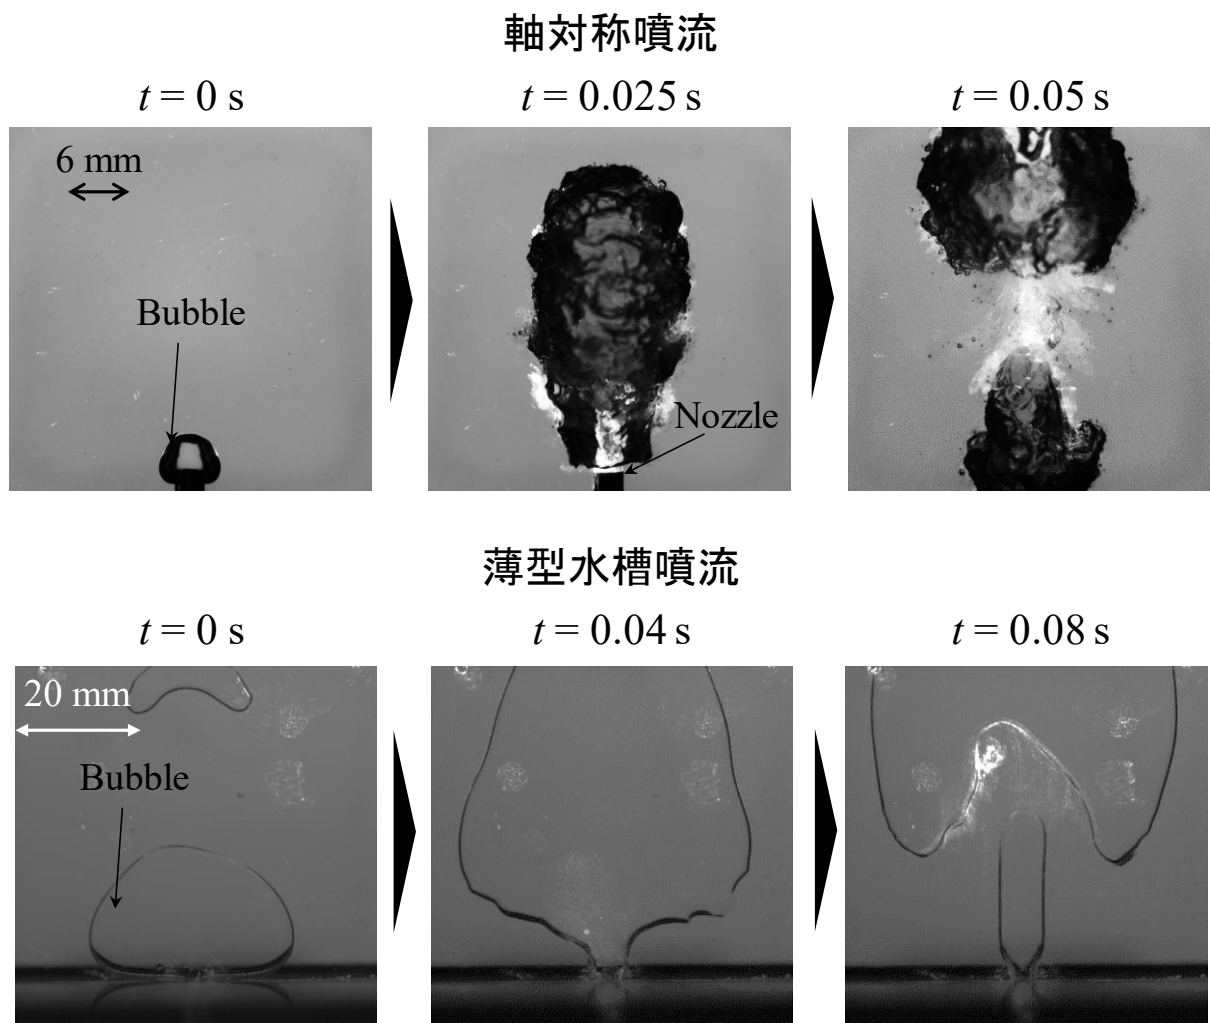 軸対称噴流
t = 0 s
t = 0.025 s
t = 0.05 s
6 mm
Bubble
Nozzle
薄型水槽噴流
t = 0 s
t = 0.04 s
t = 0.08 s
20 mm
Bubble